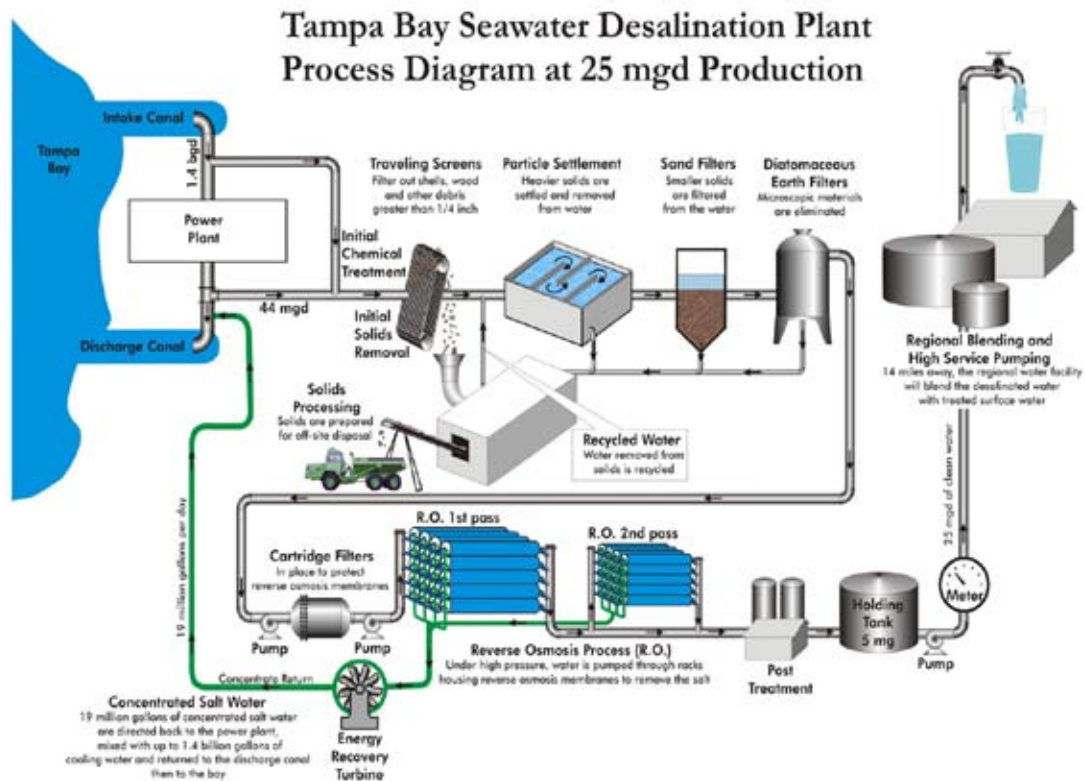 Tampa Bay Seawater Desalination Plant
Process Diagram at 25 mgd Production
Intake Canal
Tampa
Bay
1.4 bgd
Power
Plant
44 mgd
Discharge Canal
Initial
Chemical
Treatment
Initial
Solids
Removal
Traveling Screens
Filter out shells, wood
and other debris
greater than 1/4 inch
Particle Settlement
Heavier solids are
settled and removed
from water
Sand Filters
Smaller solids
are filtered
from the water
Diatomaceous
Earth Filters
Microscopic materials
are eliminated
Regional Blending and
High Service Pumping
14 miles away, the regional water facility
will blend the desalinated water
with treated surface water
Solids
Processing
Solids are prepared
for off-site disposal
Recycled Water
Water removed from
solids is recycled
19 million gallons per day
25 mgd of clean water
R.O. 1st pass
R.O. 2nd pass
Cartridge Filters
In place to protect
reverse osmosis membranes
Pump
Pump
Reverse Osmosis Process (R.O.)
Under high pressure, water is pumped through racks
housing reverse osmosis membranes to remove the salt
Post
Treatment
Holding
Tank
5 mg
Meter
Pump
Concentrate Return
Concentrated Salt Water
19 million gallons of concentrated salt water
are directed back to the power plant,
mixed with up to 1.4 billion gallons of
cooling water and returned to the discharge canal
then to the bay
Energy
Recovery
Turbine